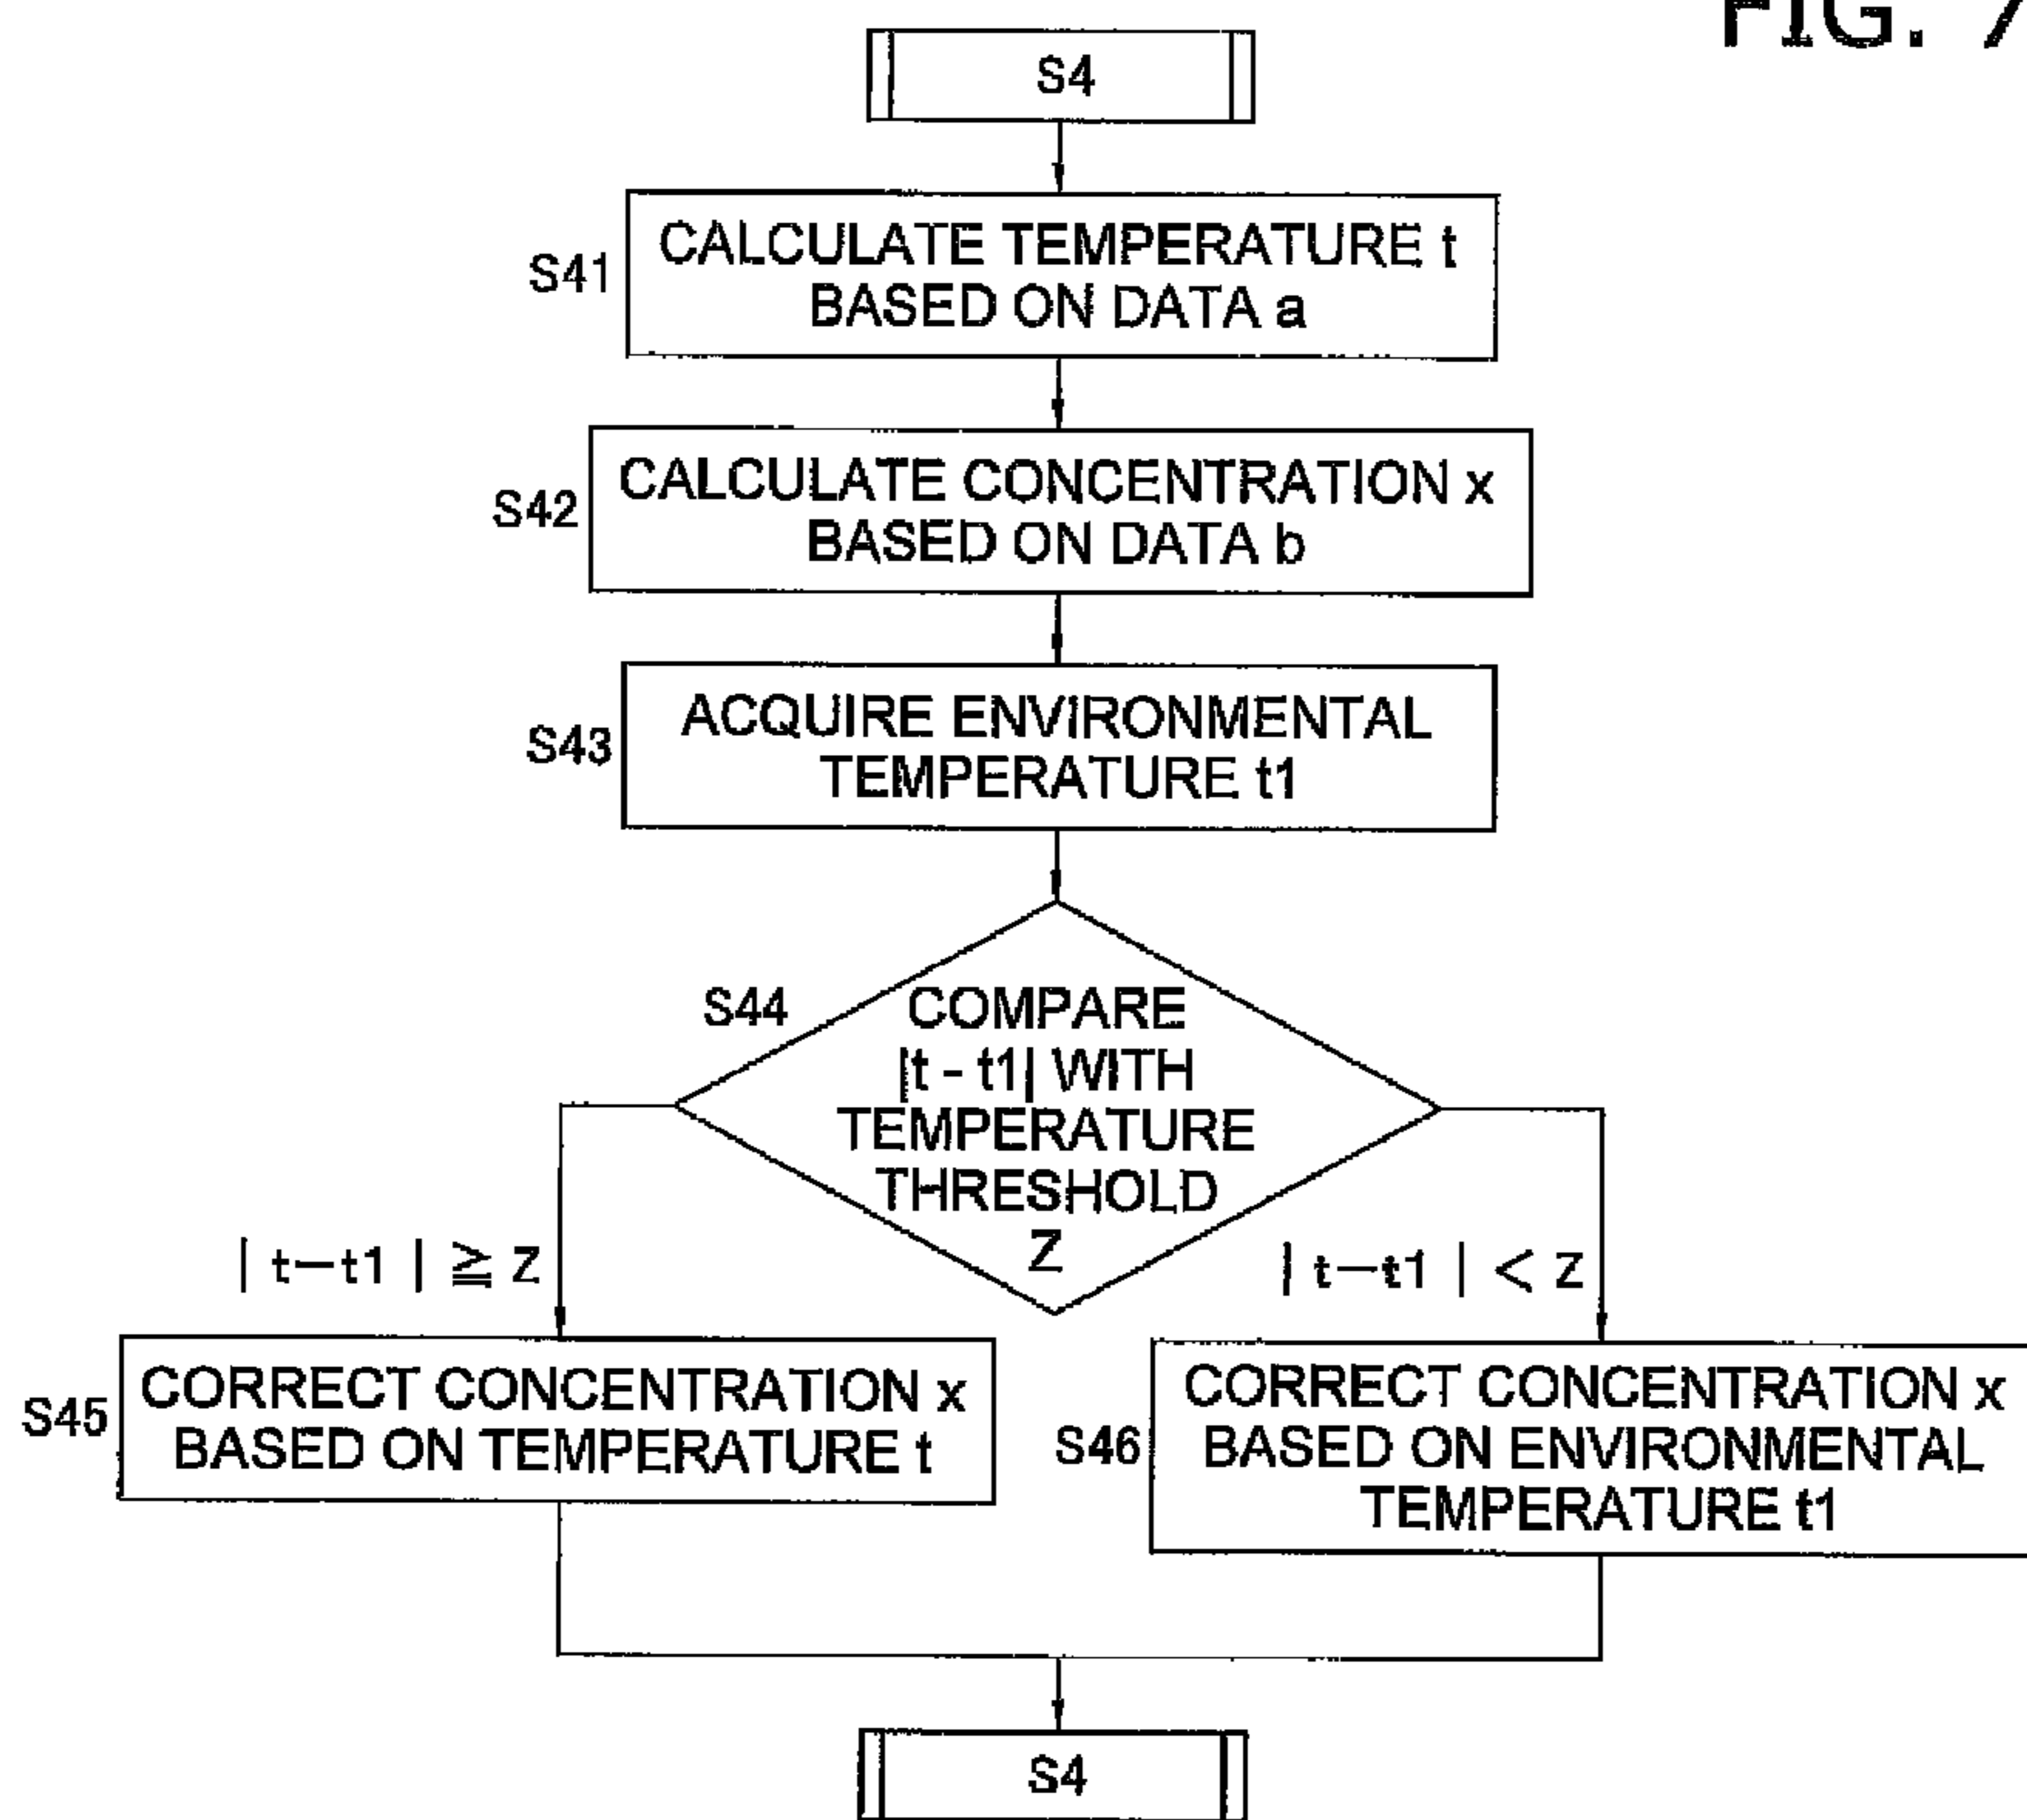 FIG. 7
S4
S41
CALCULATE TEMPERATURE t
BASED ON DATA a
S42
CALCULATE CONCENTRATION x
BASED ON DATA b
S43
ACQUIRE ENVIRONMENTAL
TEMPERATURE t1
S44
COMPARE
|t - t1| WITH
TEMPERATURE
THRESHOLD
Z
| t－t1 | ≧ Z
| t－t1 | < Z
S45
CORRECT CONCENTRATION x
BASED ON TEMPERATURE t
S46
CORRECT CONCENTRATION x
BASED ON ENVIRONMENTAL
TEMPERATURE t1
S4